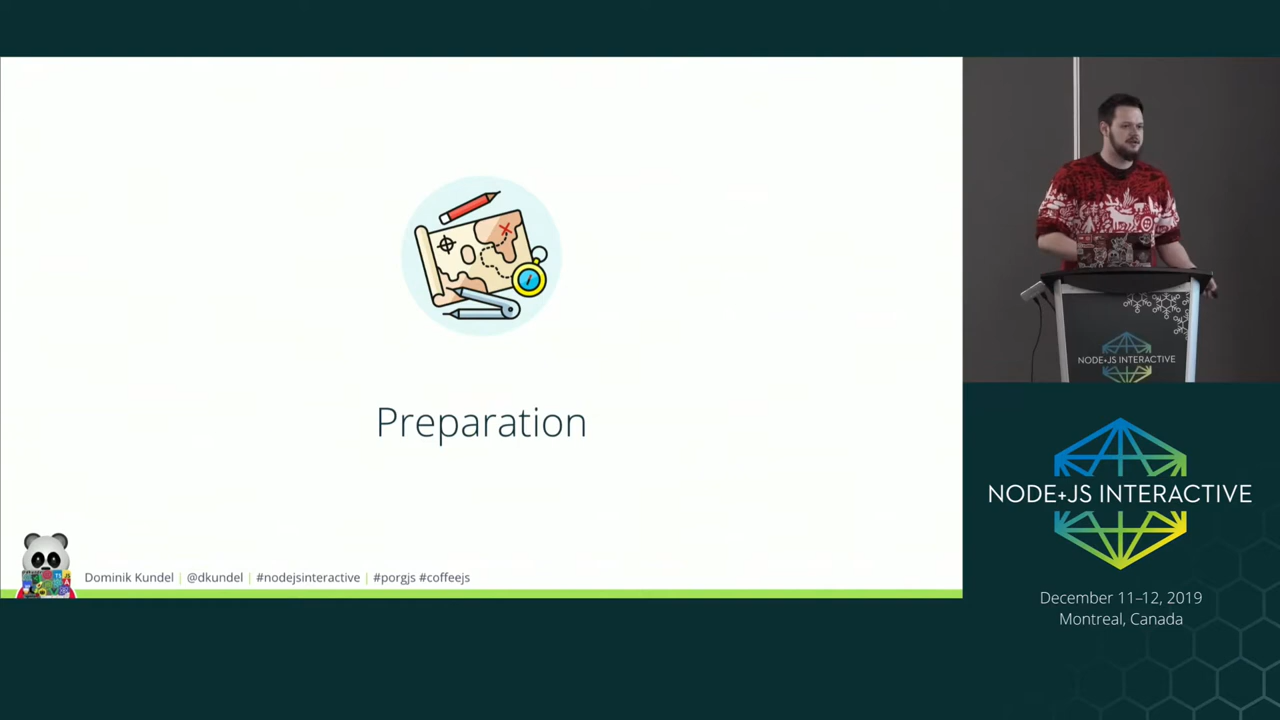 Preparation
Dominik Kundel | @dkundel | #nodejsinteractive | #porgjs #coffeejs
NODE+JS INTERACTIVE
NODE+JS INTERACTIVE
December 11–12, 2019
Montreal, Canada